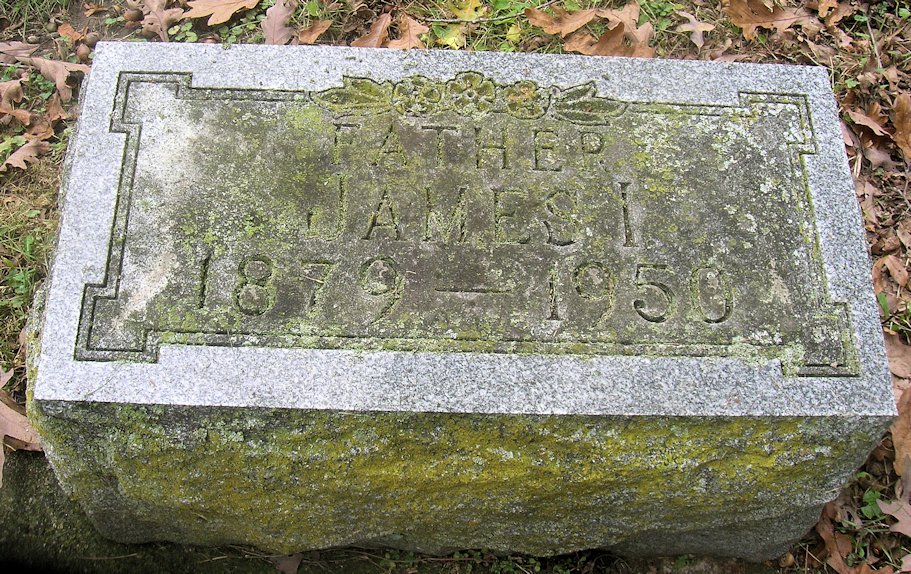 FATHER
JAMES I
1879 — 1950